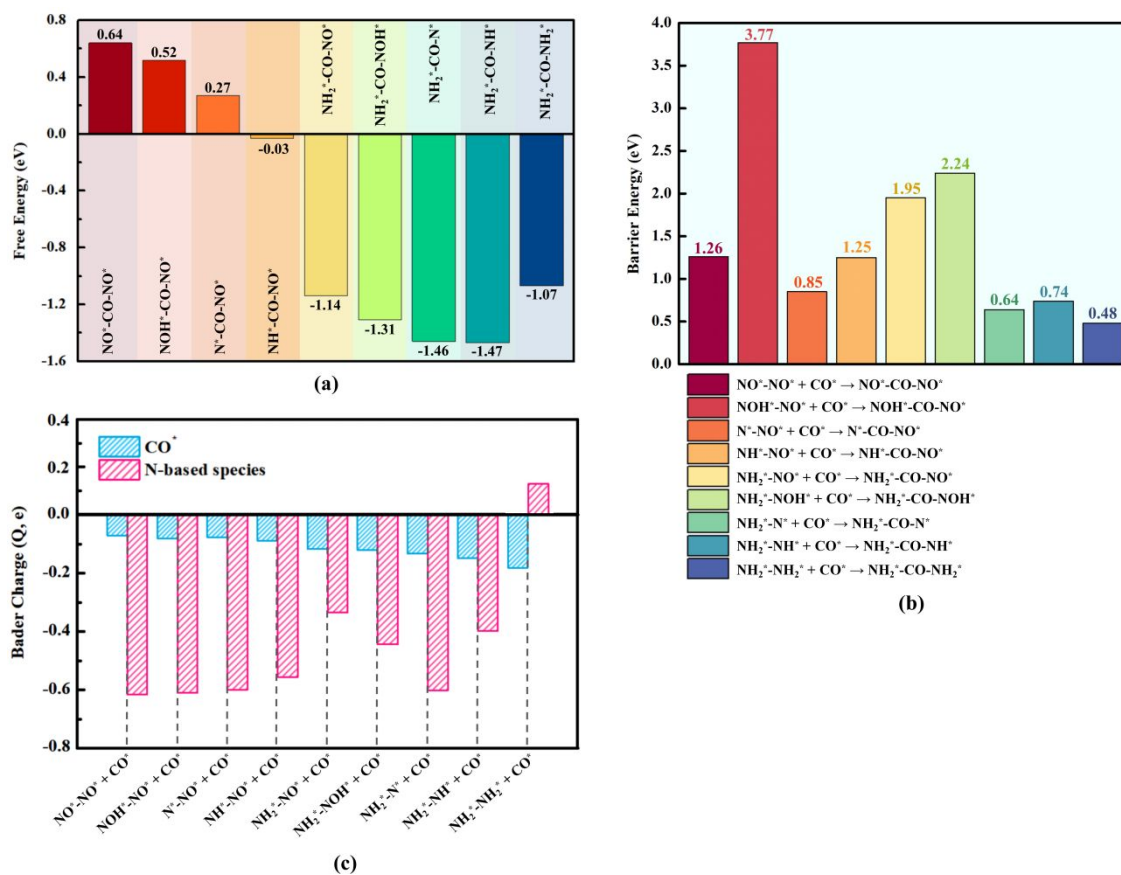 0.8
0.4
0.0
-0.4
-0.8
-1.2
-1.6
Free Energy (eV)
0.64
0.52
0.27
-0.03
-1.14
-1.31
-1.46
-1.47
-1.07
NO*-CO-NO*
NOH*-CO-NO*
N*-CO-NO*
NH*-CO-NO*
NH₂*-CO-NO*
NH₂*-CO-NOH*
NH₂*-CO-N*
NH₂*-CO-NH*
NH₂*-CO-NH₂*
(a)
4.0
3.5
3.0
2.5
2.0
1.5
1.0
0.5
0.0
Barrier Energy (eV)
1.26
3.77
0.85
1.25
1.95
2.24
0.64
0.74
0.48
NO*-NO* + CO* → NO*-CO-NO*
NOH*-NO* + CO* → NOH*-CO-NO*
N*-NO* + CO* → N*-CO-NO*
NH*-NO* + CO* → NH*-CO-NO*
NH₂*-NO* + CO* → NH₂*-CO-NO*
NH₂*-NOH* + CO* → NH₂*-CO-NOH*
NH₂*-N* + CO* → NH₂*-CO-N*
NH₂*-NH* + CO* → NH₂*-CO-NH*
NH₂*-NH₂* + CO* → NH₂*-CO-NH₂*
(b)
0.4
0.2
0.0
-0.2
-0.4
-0.6
-0.8
Bader Charge (Q, e)
CO*
N-based species
NO*-NO* + CO*
NOH*-NO* + CO*
N*-NO* + CO*
NH*-NO* + CO*
NH₂*-NO* + CO*
NH₂*-NOH* + CO*
NH₂*-N* + CO*
NH₂*-NH* + CO*
NH₂*-NH₂* + CO*
(c)